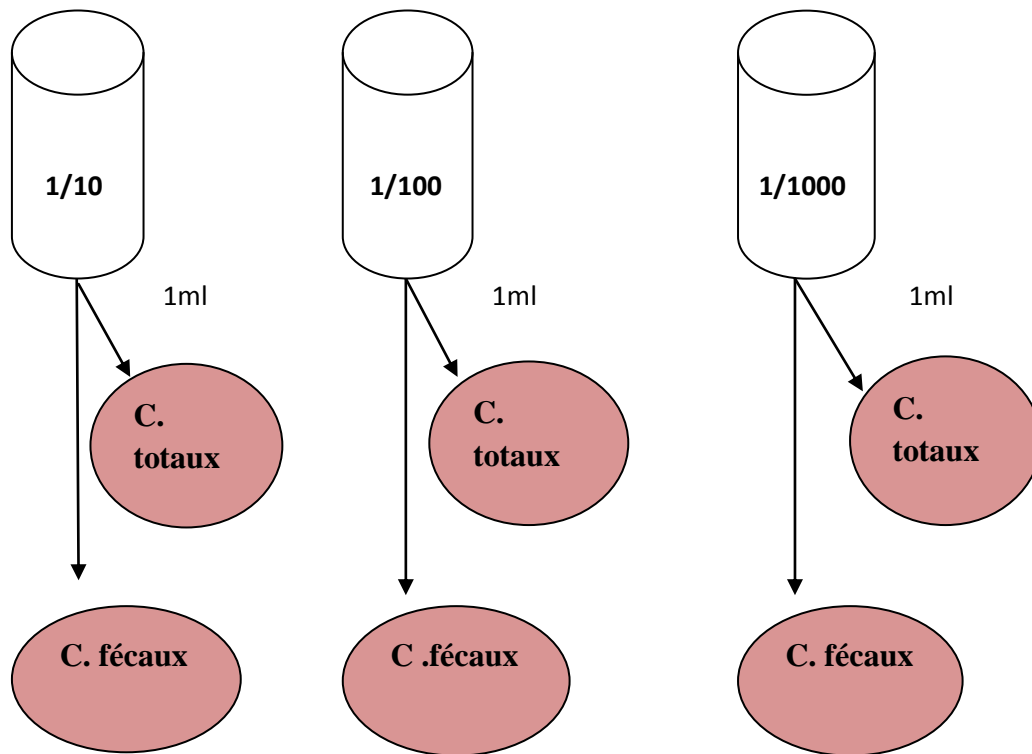 1/10 1/100 1/1000
1ml 1ml 1ml
C. C. C.
totaux totaux totaux
C. fécaux C .fécaux C. fécaux